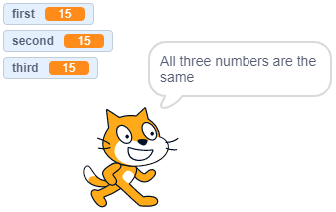 first 15
second 15
third 15
All three numbers are the
same